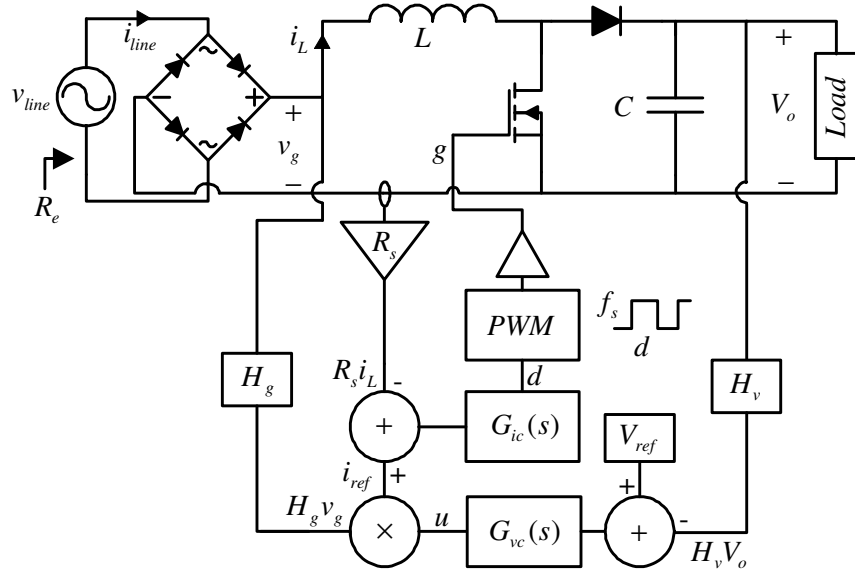 i_line
i_L
L
+
v_line
~
− +
~
+
v_g
−
R_e
g
C
+
V_o
−
Load
R_s
PWM
f_s
d
H_g
R_s i_L
-
d
H_v
+
G_ic(s)
V_ref
i_ref
+
+
H_g v_g
×
u
G_vc(s)
+
-
H_v V_o